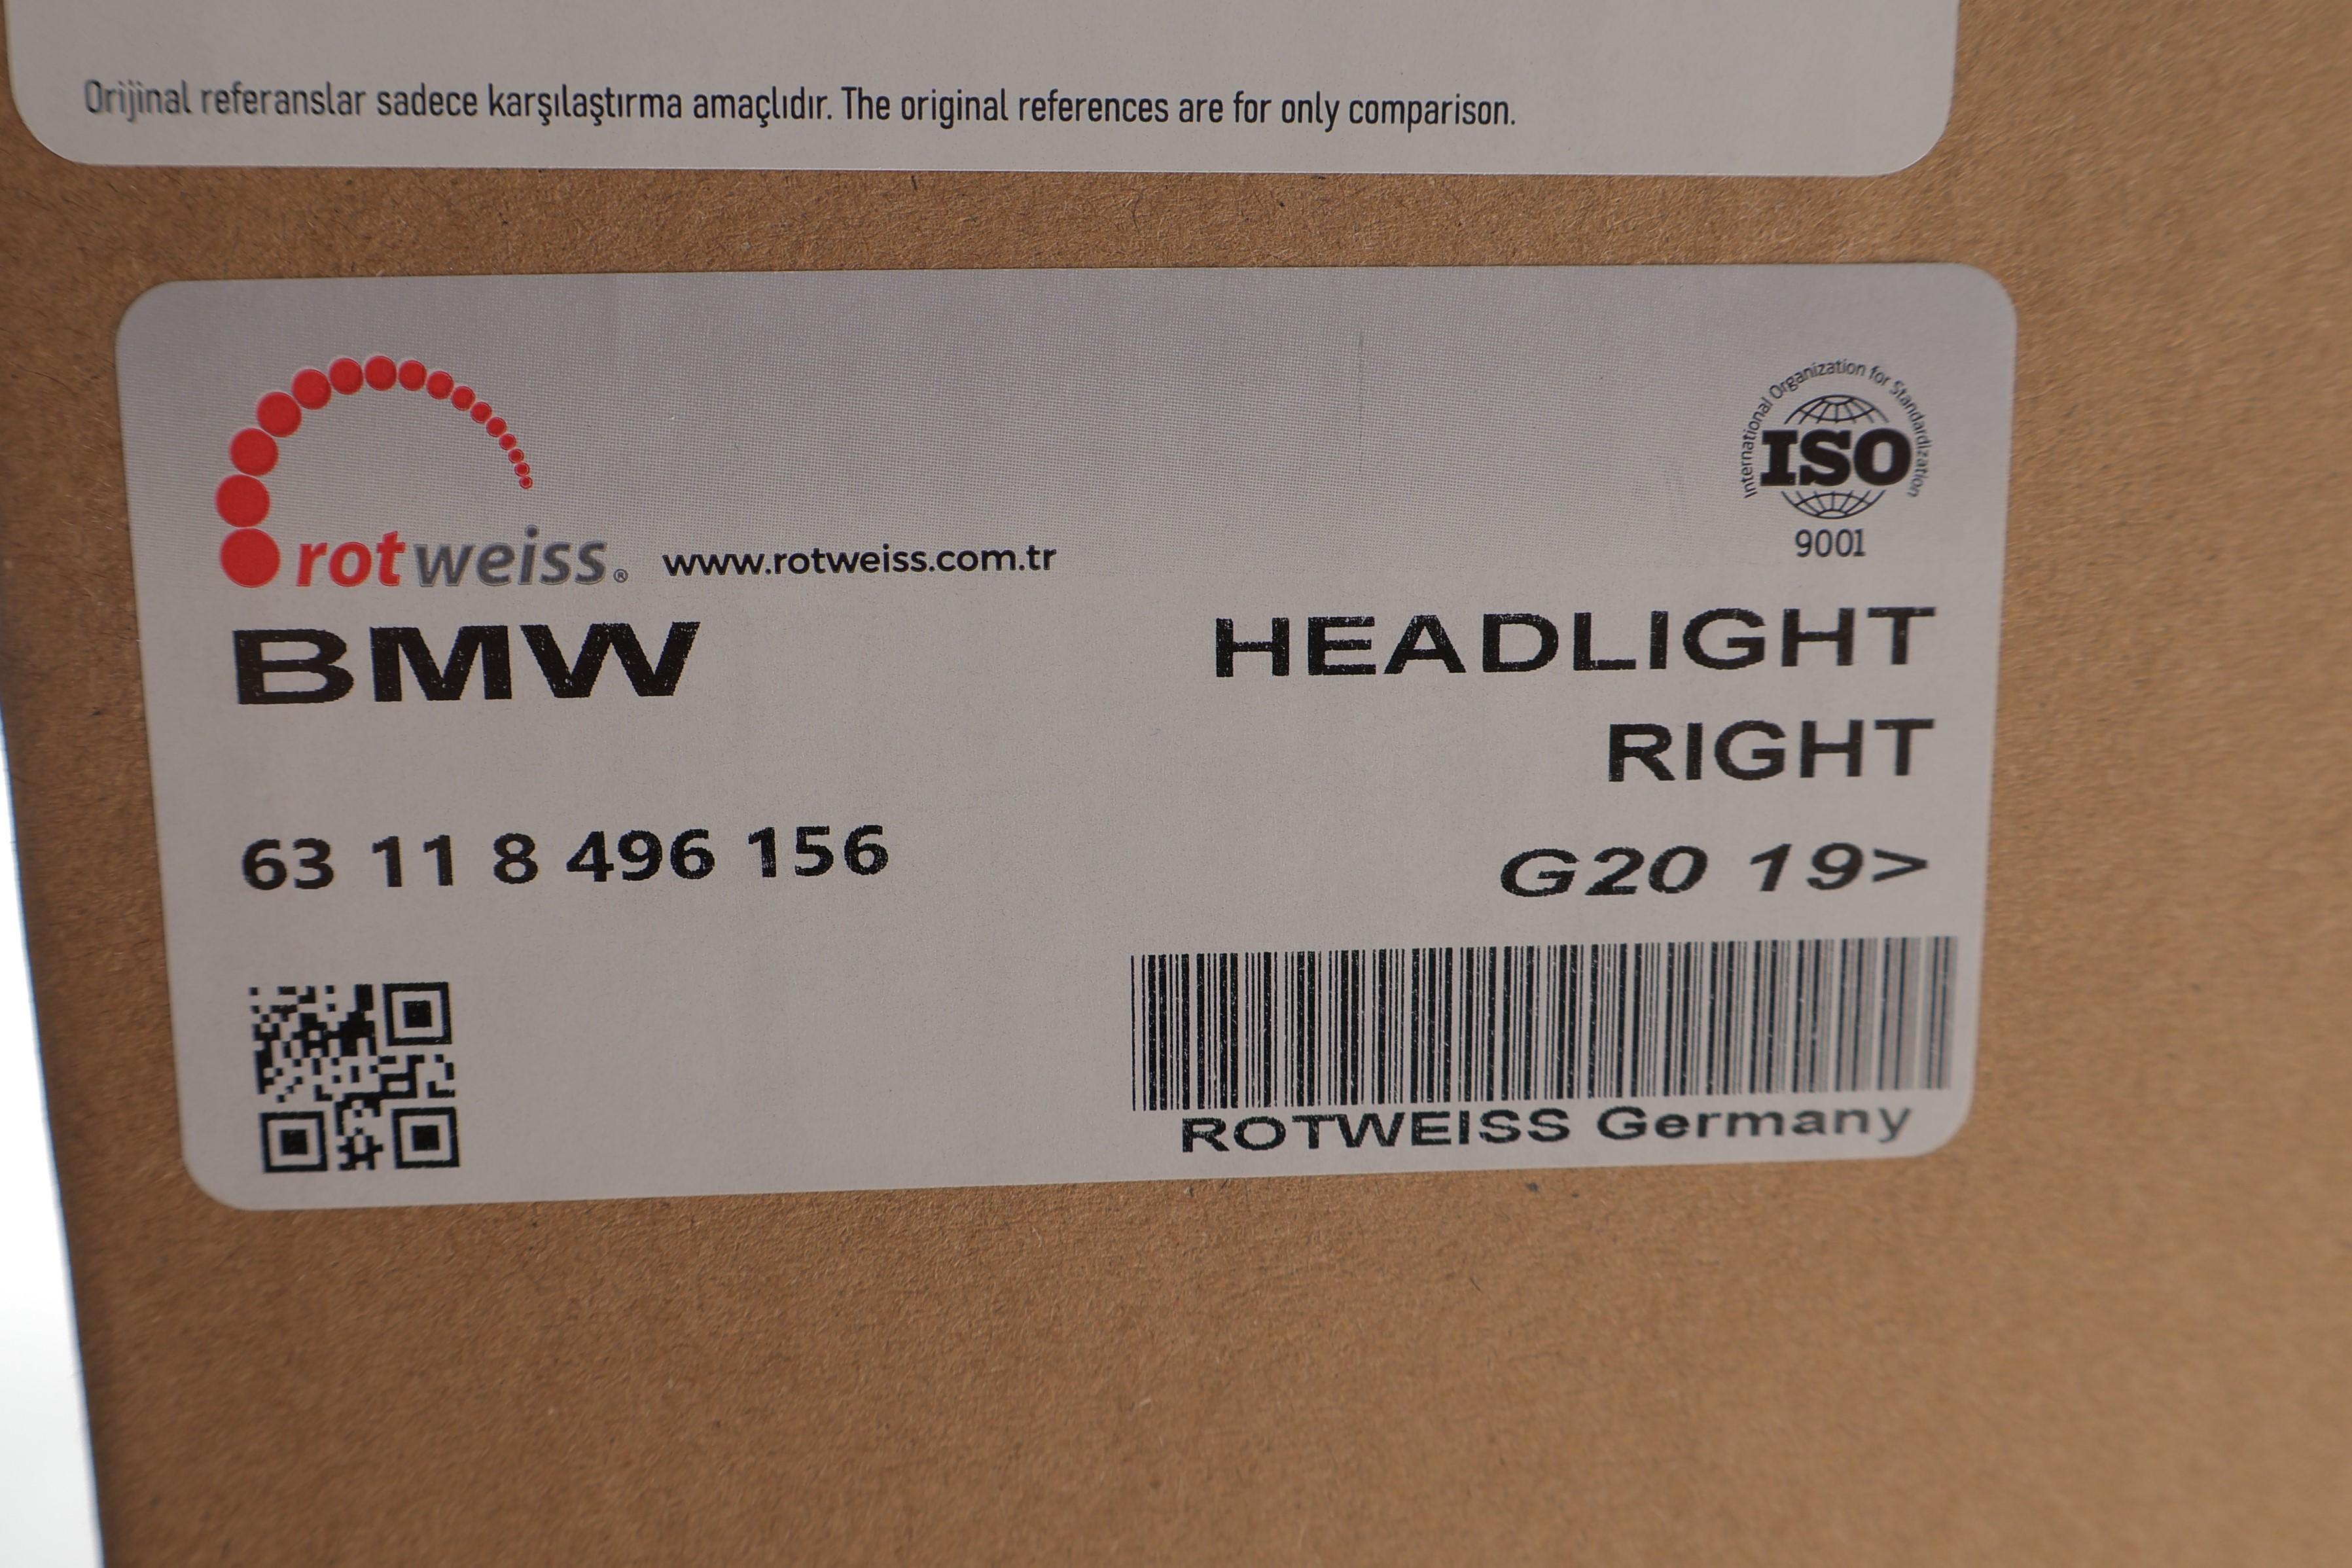 Orijinal referanslar sadece karşılaştırma amaçlıdır. The original references are for only comparison.
International Organization for Standardization
ISO
9001
rotweiss® www.rotweiss.com.tr
BMW
HEADLIGHT
RIGHT
63 11 8 496 156
G20 19>
ROTWEISS Germany